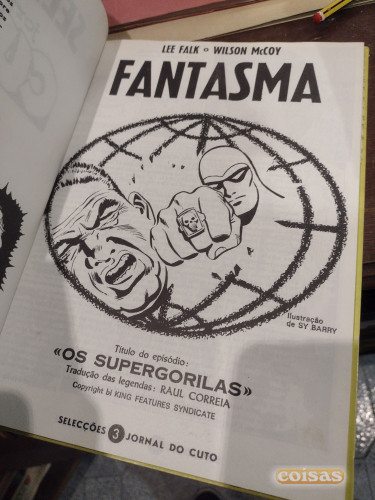 LEE FALK • WILSON McCOY
FANTASMA
Ilustração
de SY BARRY
Título do episódio:
«OS SUPERGORILAS»
Tradução das legendas: RAUL CORREIA
Copyright bi KING FEATURES SYNDICATE
SELECÇÕES 3 JORNAL DO CUTO
coisas